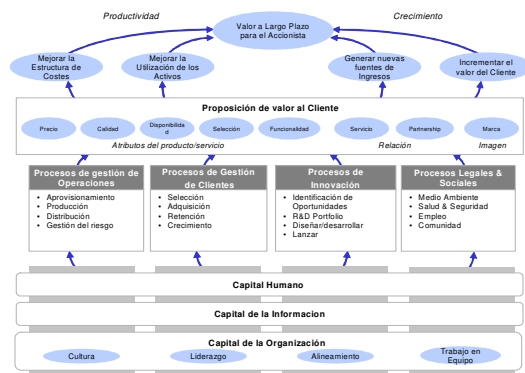 Productividad
Valor a Largo Plazo
para el Accionista
Crecimiento
Mejorar la
Estructura de
Costes
Mejorar la
Utilización de los
Activos
Generar nuevas
fuentes de
Ingresos
Incrementar el
valor del Cliente
Proposición de valor al Cliente
Precio
Calidad
Disponibilida
d
Selección
Funcionalidad
Servicio
Partnership
Marca
Atributos del producto/servicio
Relación
Imagen
Procesos de gestión de
Operaciones
• Aprovisionamiento
• Producción
• Distribución
• Gestión del riesgo
Procesos de Gestión
de Clientes
• Selección
• Adquisición
• Retención
• Crecimiento
Procesos de
Innovación
• Identificación de
Oportunidades
• R&D Portfolio
• Diseñar/desarrollar
• Lanzar
Procesos Legales &
Sociales
• Medio Ambiente
• Salud & Seguridad
• Empleo
• Comunidad
Capital Humano
Capital de la Informacion
Capital de la Organización
Cultura
Liderazgo
Alineamiento
Trabajo en
Equipo